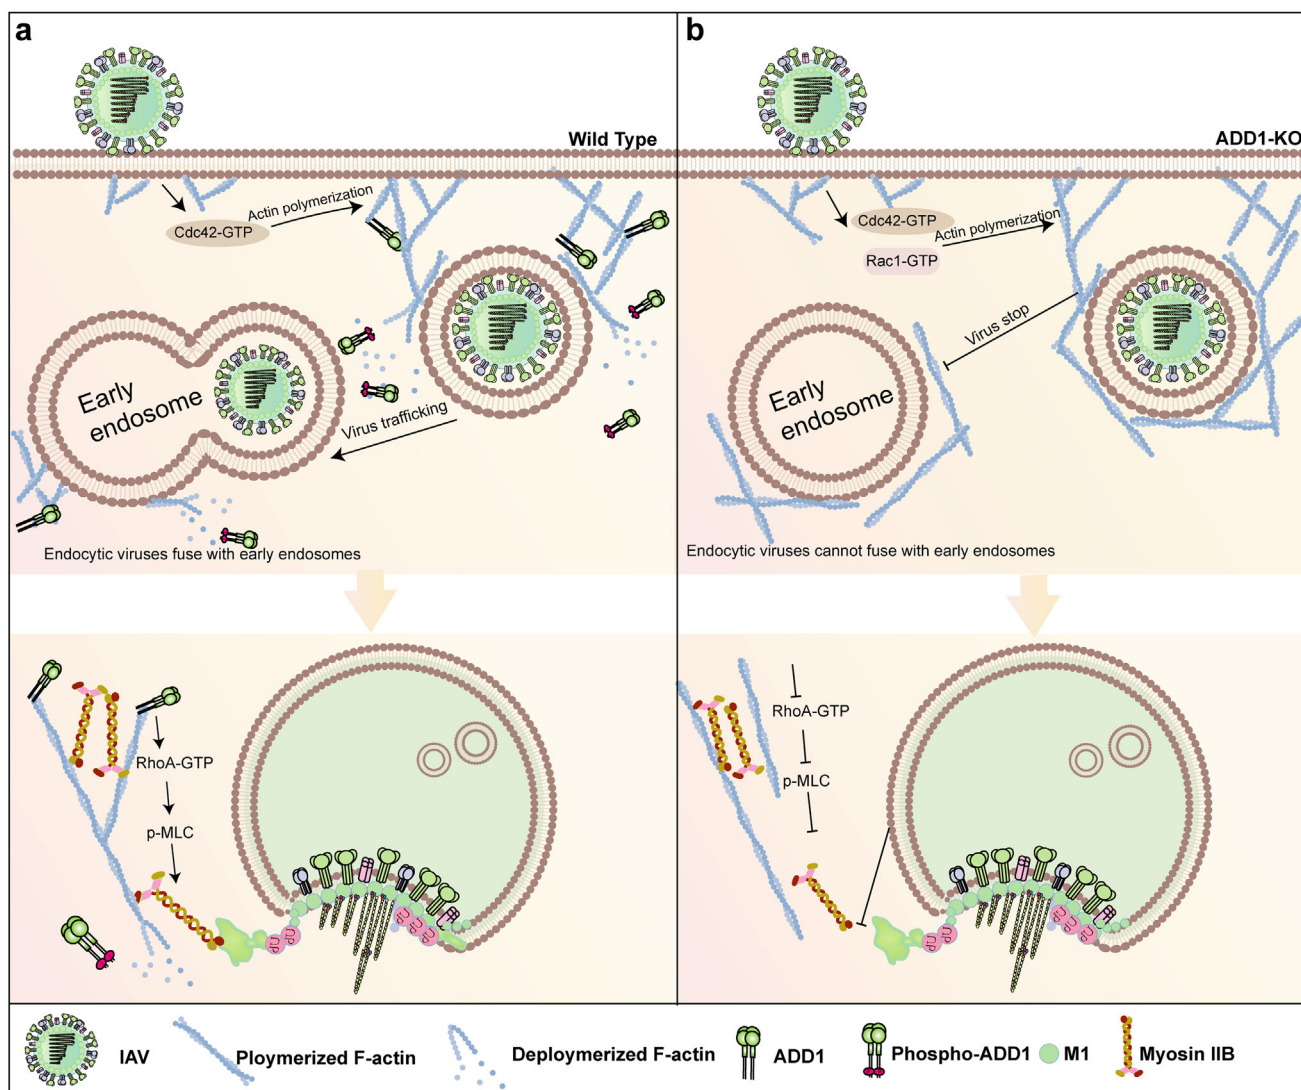 a
Wild Type
Cdc42-GTP
Actin polymerization
Early
endosome
Virus trafficking
Endocytic viruses fuse with early endosomes
RhoA-GTP
p-MLC
b
ADD1-KO
Cdc42-GTP
Rac1-GTP
Actin polymerization
Virus stop
Early
endosome
Endocytic viruses cannot fuse with early endosomes
RhoA-GTP
p-MLC
IAV
Ploymerized F-actin
Deploymerized F-actin
ADD1
Phospho-ADD1
M1
Myosin IIB